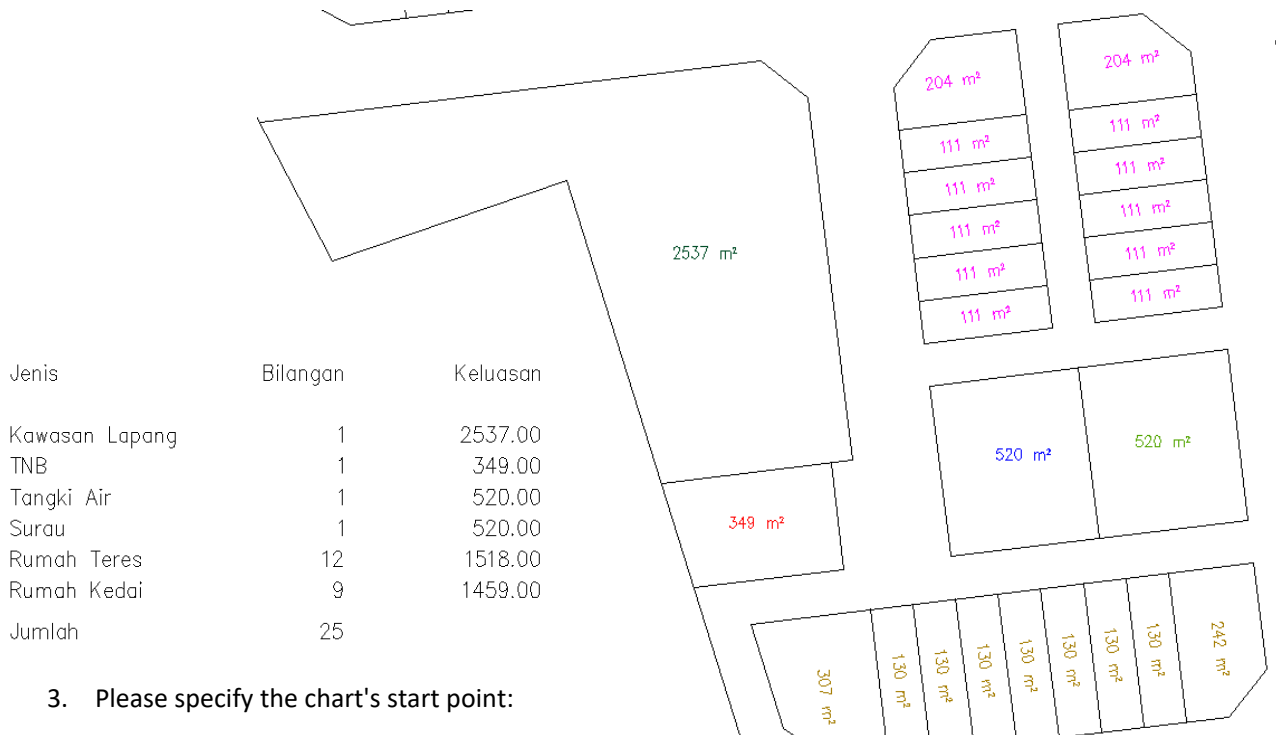 204 m²
204 m²
111 m²
111 m²
111 m²
111 m²
111 m²
111 m²
111 m²
111 m²
111 m²
111 m²
2537 m²
Jenis Bilangan Keluasan
Kawasan Lapang 1 2537.00
TNB 1 349.00
Tangki Air 1 520.00
Surau 1 520.00
Rumah Teres 12 1518.00
Rumah Kedai 9 1459.00
Jumlah 25
520 m²
520 m²
349 m²
307 m²
130 m²
130 m²
130 m²
130 m²
130 m²
130 m²
130 m²
242 m²
3. Please specify the chart's start point: